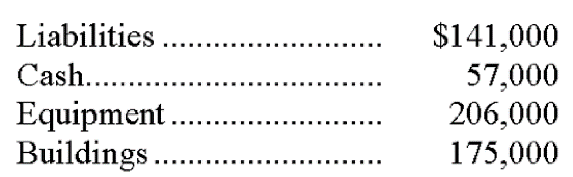 Liabilities .......................... $141,000
Cash.................................. 57,000
Equipment ......................... 206,000
Buildings ........................... 175,000